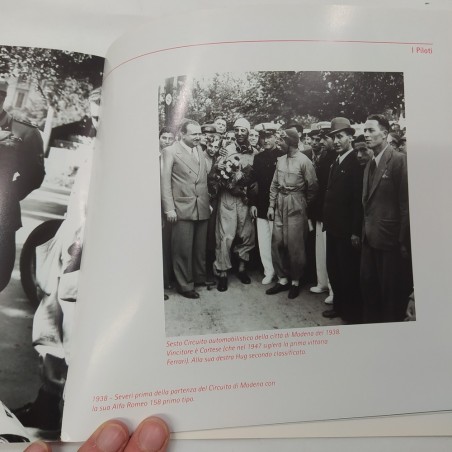 I Piloti
Sesto Circuito automobilistico della città di Modena del 1938.
Vincitore è Cortese (che nel 1947 siglerà la prima vittoria
Ferrari). Alla sua destra Hug secondo classificato.
1938 – Severi prima della partenza del Circuito di Modena con
la sua Alfa Romeo 158 primo tipo.